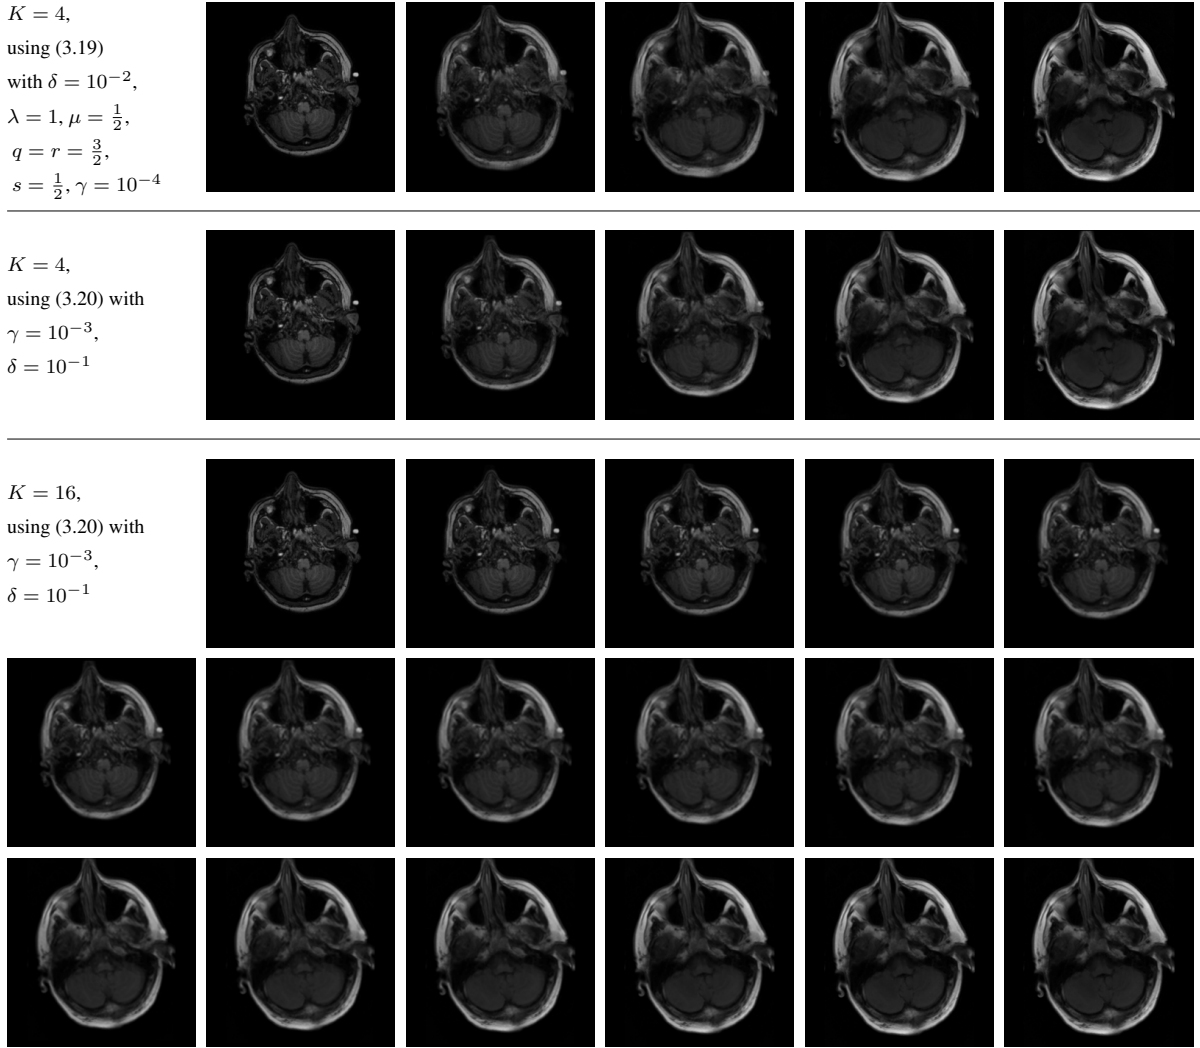 K = 4,
using (3.19)
with δ = 10⁻²,
λ = 1, μ = 1/2,
q = r = 3/2,
s = 1/2, γ = 10⁻⁴
K = 4,
using (3.20) with
γ = 10⁻³,
δ = 10⁻¹
K = 16,
using (3.20) with
γ = 10⁻³,
δ = 10⁻¹